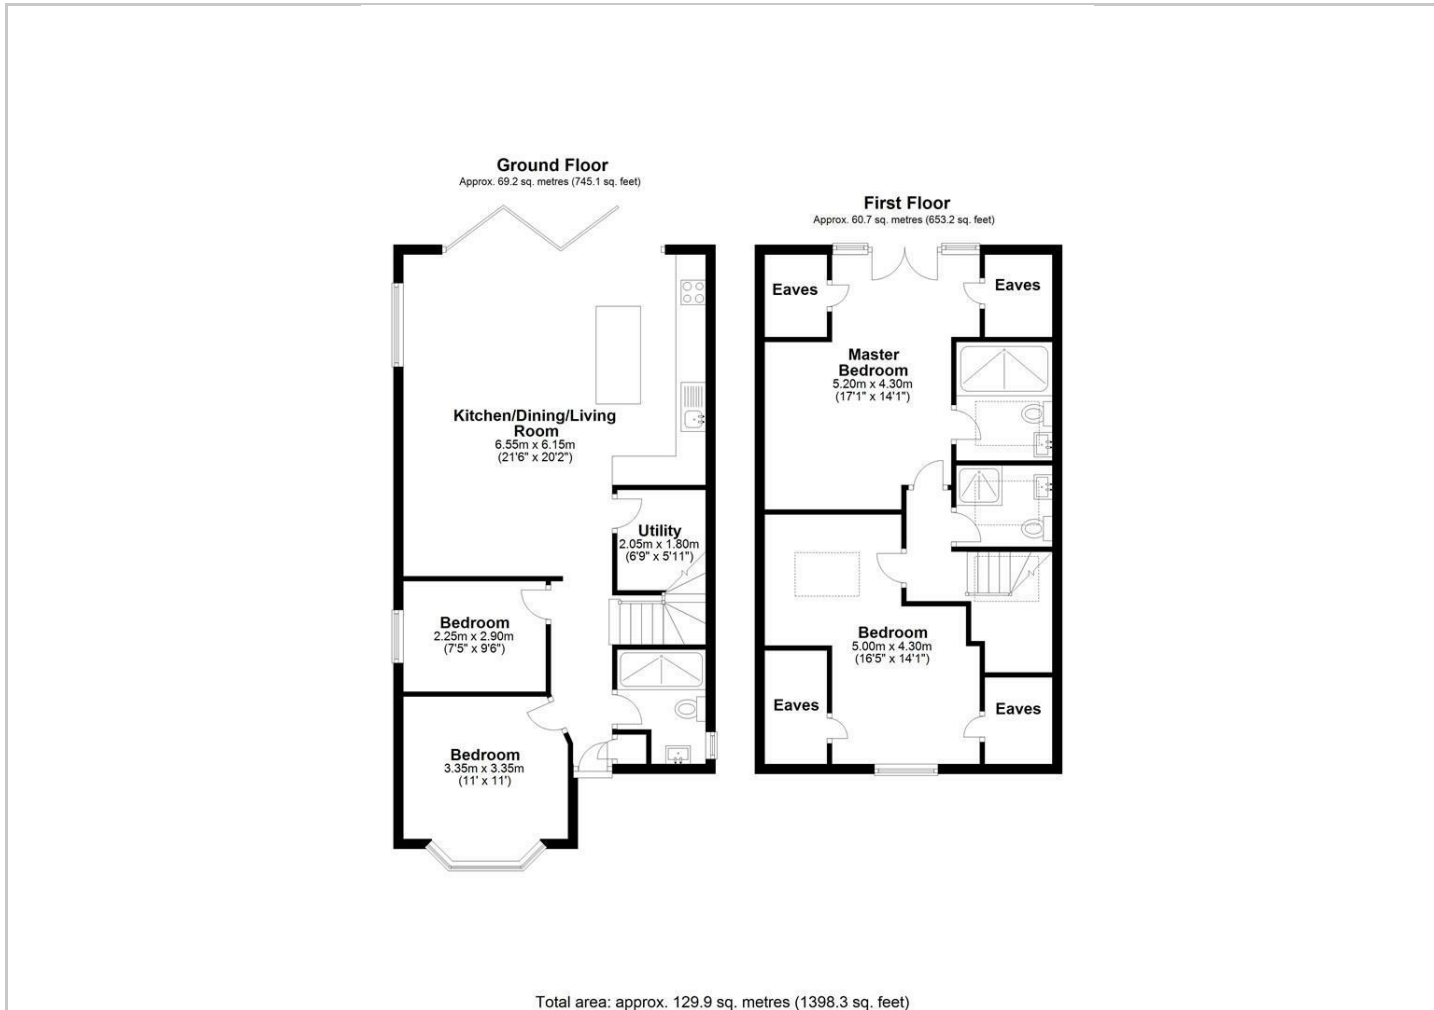 Ground Floor
Approx. 69.2 sq. metres (745.1 sq. feet)
Kitchen/Dining/Living
Room
6.55m x 6.15m
(21'6" x 20'2")
Utility
2.05m x 1.80m
(6'9" x 5'11")
Bedroom
2.25m x 2.90m
(7'5" x 9'6")
Bedroom
3.35m x 3.35m
(11' x 11')
First Floor
Approx. 60.7 sq. metres (653.2 sq. feet)
Eaves
Eaves
Master
Bedroom
5.20m x 4.30m
(17'1" x 14'1")
Bedroom
5.00m x 4.30m
(16'5" x 14'1")
Eaves
Eaves
Total area: approx. 129.9 sq. metres (1398.3 sq. feet)